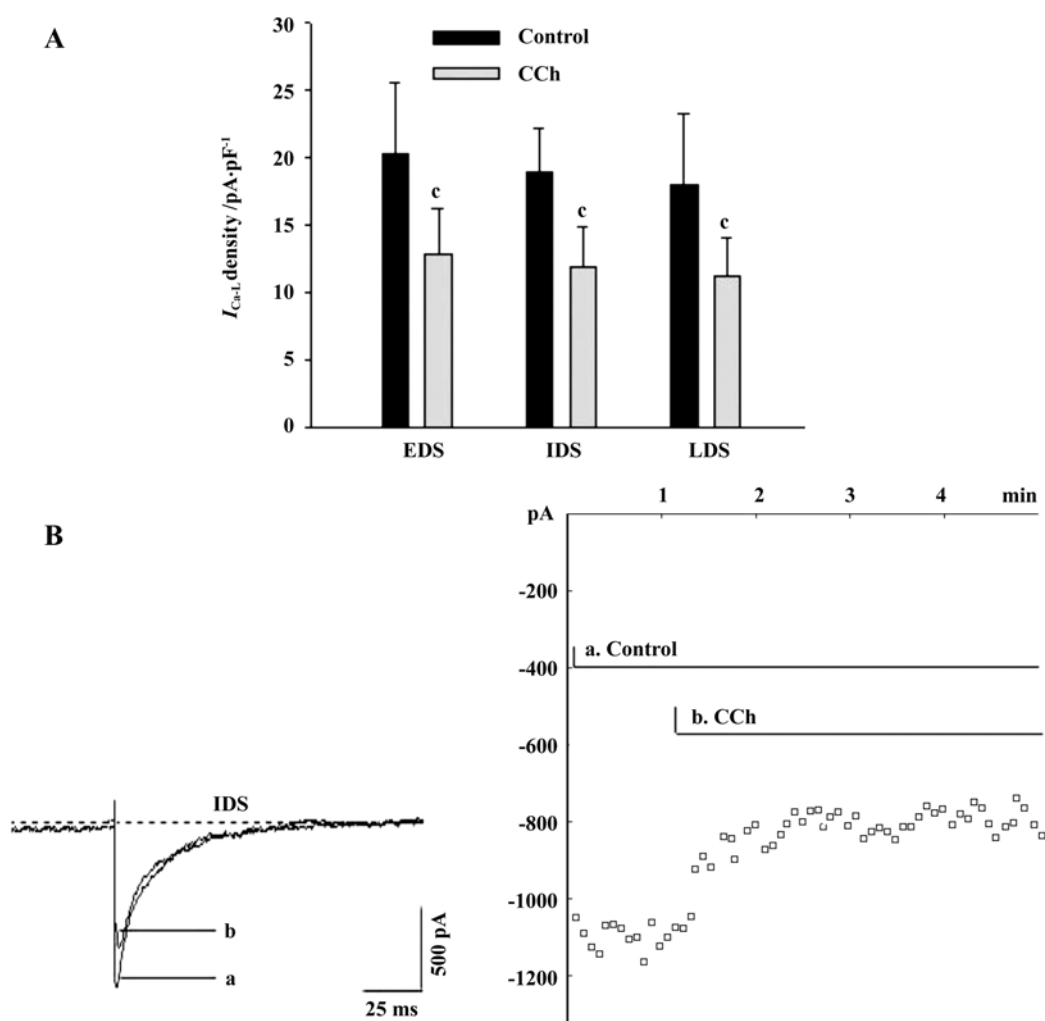 A
30
25
20
15
10
5
0
I_Ca-L density /pA·pF⁻¹
Control
CCh
c
c
c
EDS
IDS
LDS
B
IDS
b
a
500 pA
25 ms
1 2 3 4 min
pA
-200
-400
-600
-800
-1000
-1200
a. Control
b. CCh